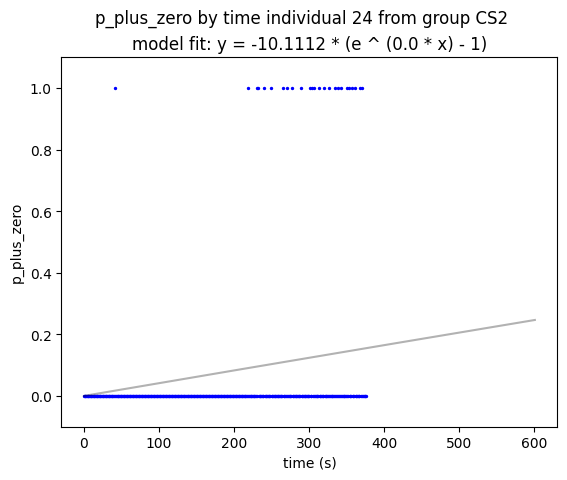 p_plus_zero by time individual 24 from group CS2
model fit: y = -10.1112 * (e ^ (0.0 * x) - 1)
1.0
0.8
0.6
0.4
0.2
0.0
p_plus_zero
0 100 200 300 400 500 600
time (s)